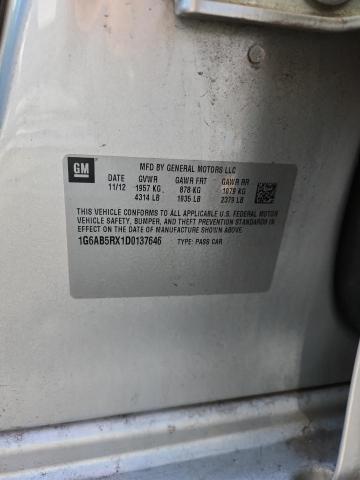 GM
MFD BY GENERAL MOTORS LLC
DATE GVWR GAWR FRT GAWR RR
11/12 1957 KG 878 KG 1079 KG
4314 LB 1935 LB 2379 LB
THIS VEHICLE CONFORMS TO ALL APPLICABLE U.S. FEDERAL MOTOR
VEHICLE SAFETY, BUMPER, AND THEFT PREVENTION STANDARDS IN
EFFECT ON THE DATE OF MANUFACTURE SHOWN ABOVE.
1G6AB5RX1D0137646 TYPE: PASS CAR